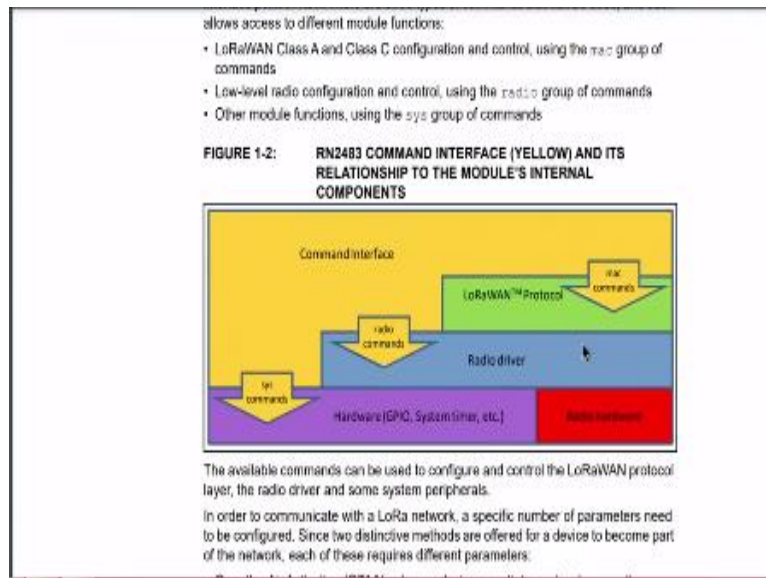 allows access to different module functions:
• LoRaWAN Class A and Class C configuration and control, using the mac group of
commands
• Low-level radio configuration and control, using the radio group of commands
• Other module functions, using the sys group of commands
FIGURE 1-2: RN2483 COMMAND INTERFACE (YELLOW) AND ITS
RELATIONSHIP TO THE MODULE'S INTERNAL
COMPONENTS
Command Interface
mac
commands
LoRaWAN™ Protocol
radio
commands
Radio driver
sys
commands
Hardware (GPIO, System timer, etc.)
Radio hardware
The available commands can be used to configure and control the LoRaWAN protocol
layer, the radio driver and some system peripherals.
In order to communicate with a LoRa network, a specific number of parameters need
to be configured. Since two distinctive methods are offered for a device to become part
of the network, each of these requires different parameters: